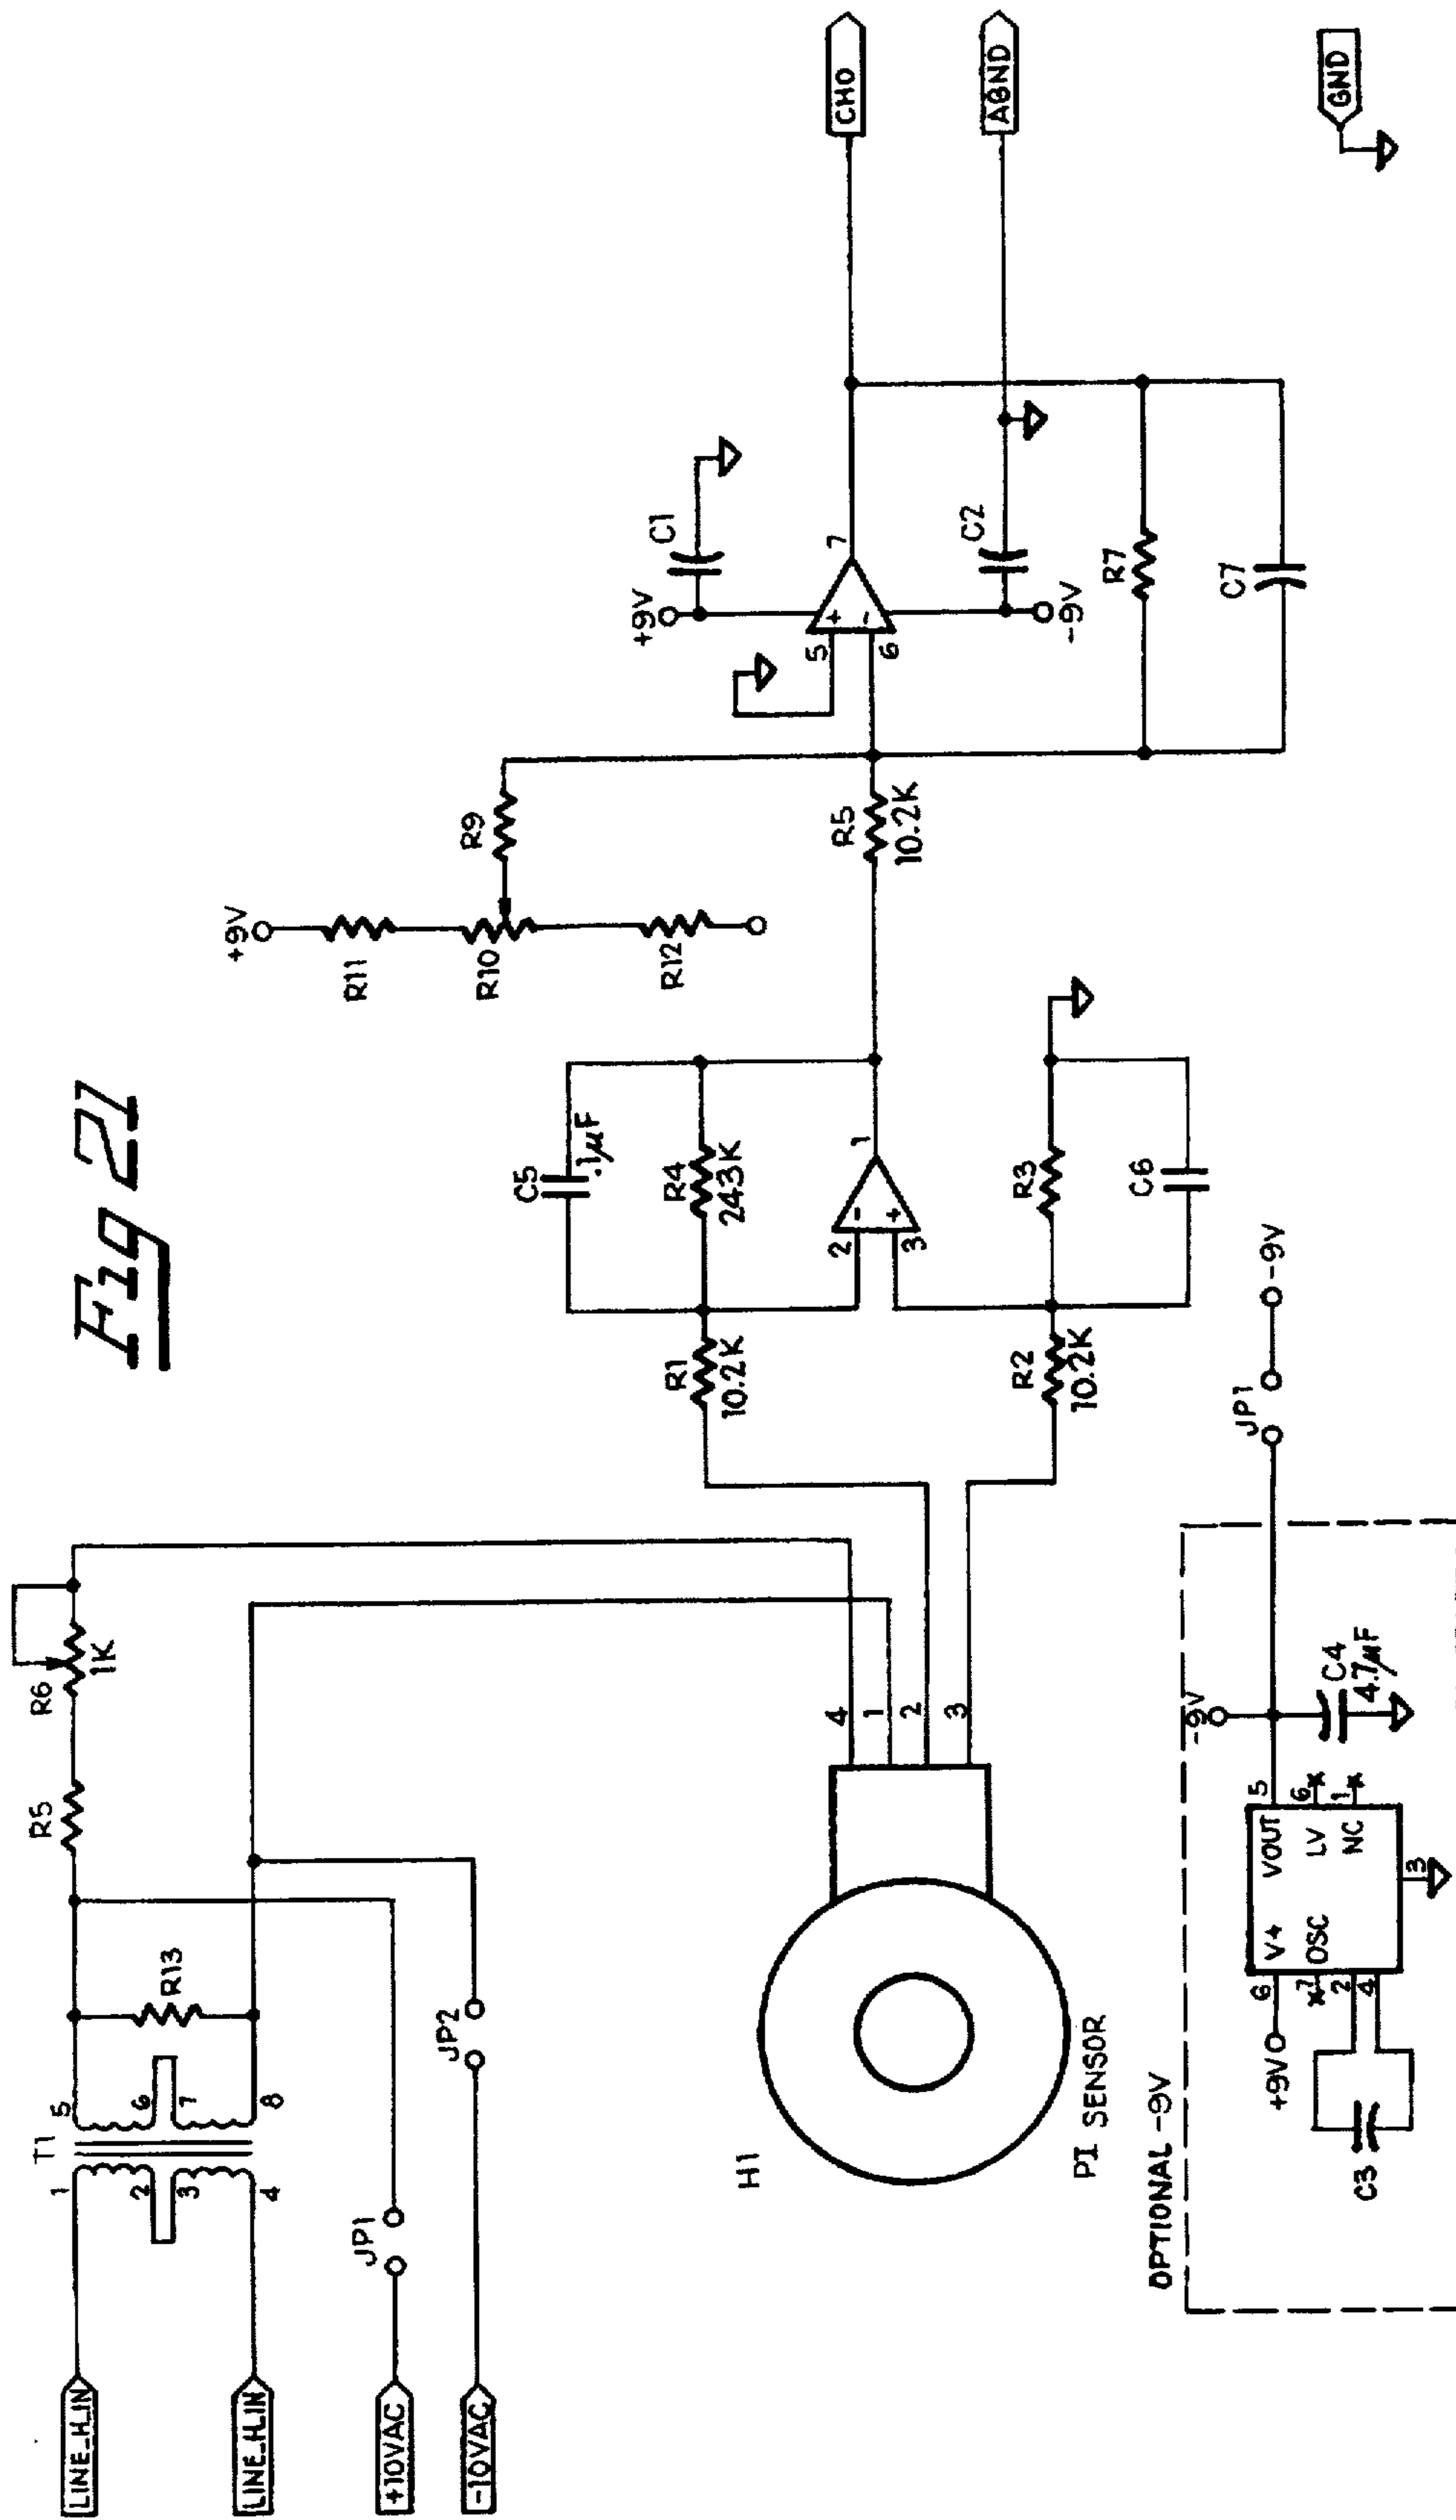 Fig 21
LINE_H_IN
LINE_H_IN
+10VAC
-10VAC
T1
1
2
3
4
5
6
7
8
R13
JP1
JP2
R5
R6
1K
H1
PI SENSOR
4
1
2
3
R1
10.2K
R2
10.2K
C5
.1µF
R4
243K
2
3
-
+
1
R3
C6
+9V
R11
R10
R12
R9
R5
10.2K
+9V
C1
5
6
+
-
7
C2
-9V
R7
C7
CH0
AGND
GND
OPTIONAL -9V
+9V
C3
8
7
2
4
V+
OSC
VOUT
LV
NC
5
6
1
3
-9V
C4
4.7µF
JP1
-9V